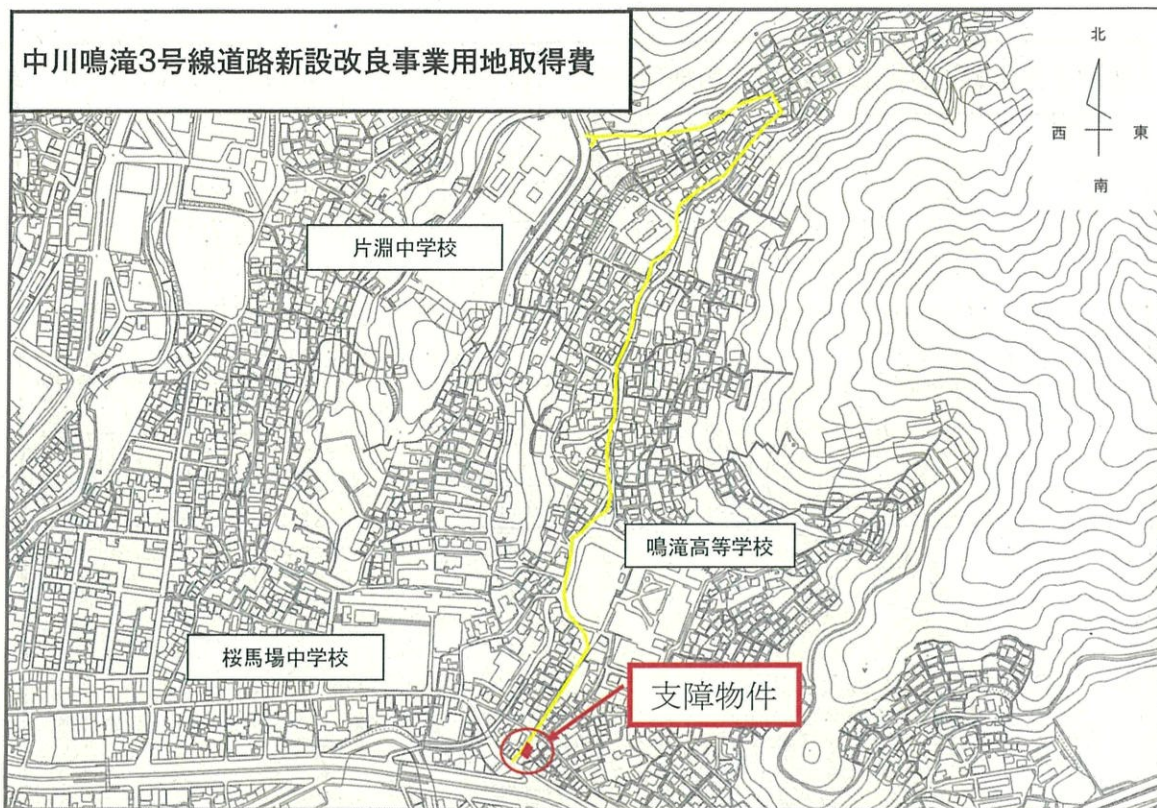 中川鳴滝3号線道路新設改良事業用地取得費
北
西
東
南
片淵中学校
鳴滝高等学校
桜馬場中学校
支障物件